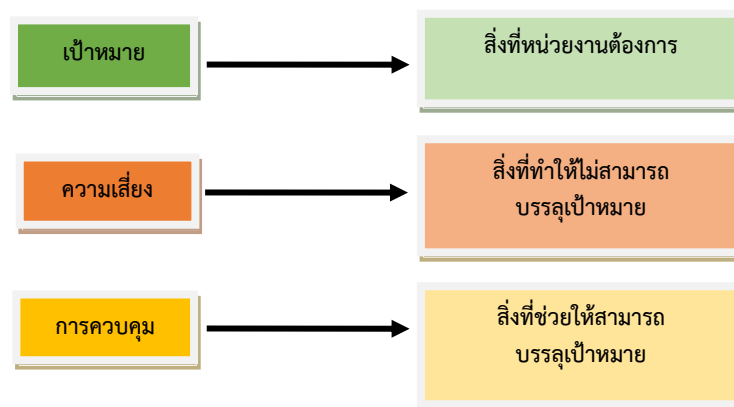 เป้าหมาย
สิ่งที่หน่วยงานต้องการ
ความเสี่ยง
สิ่งที่ทำให้ไม่สามารถ
บรรลุเป้าหมาย
การควบคุม
สิ่งที่ช่วยให้สามารถ
บรรลุเป้าหมาย